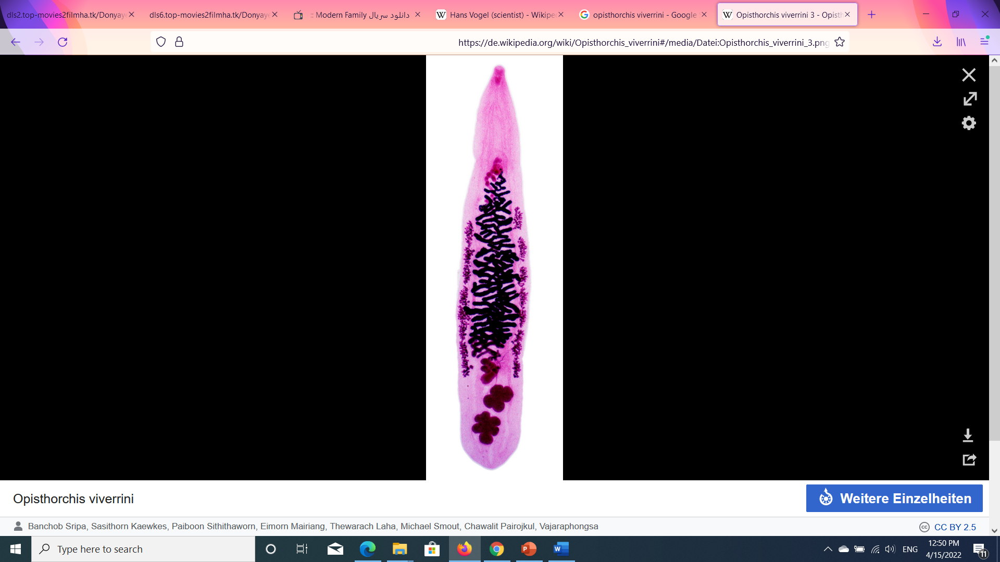 dls2.top-movies2filmha.tk/Donyaye
dls6.top-movies2filmha.tk/Donyaye
دانلود سریال Modern Family ::
Hans Vogel (scientist) - Wikipe
opisthorchis viverrini - Google
Opisthorchis viverrini 3 - Opisth
https://de.wikipedia.org/wiki/Opisthorchis_viverrini#/media/Datei:Opisthorchis_viverrini_3.png
Opisthorchis viverrini
Weitere Einzelheiten
Banchob Sripa, Sasithorn Kaewkes, Paiboon Sithithaworn, Eimorn Mairiang, Thewarach Laha, Michael Smout, Chawalit Pairojkul, Vajaraphongsa
CC BY 2.5
Type here to search
ENG
12:50 PM
4/15/2022
11